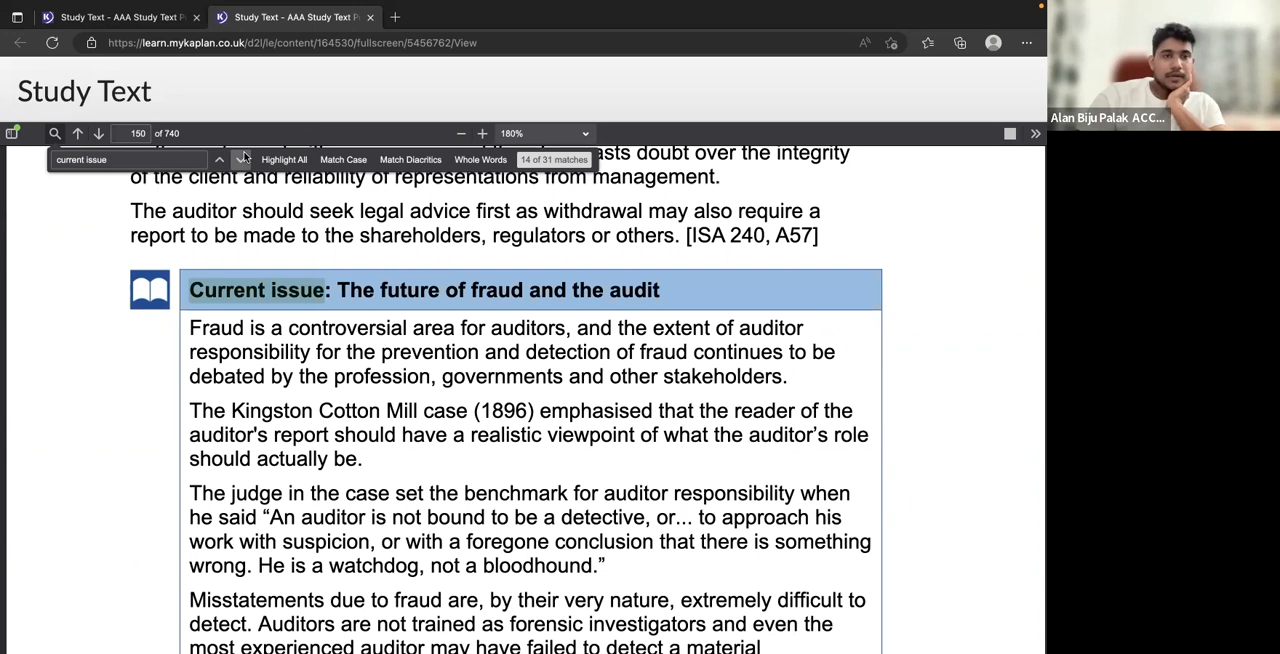 Study Text - AAA Study Text P
Study Text - AAA Study Text P
https://learn.mykaplan.co.uk/d2l/le/content/164530/fullscreen/5456762/View
Study Text
150 of 740
180%
current issue
Highlight All
Match Case
Match Diacritics
Whole Words
14 of 31 matches
asts doubt over the integrity
of the client and reliability of representations from management.
The auditor should seek legal advice first as withdrawal may also require a
report to be made to the shareholders, regulators or others. [ISA 240, A57]
Current issue: The future of fraud and the audit
Fraud is a controversial area for auditors, and the extent of auditor
responsibility for the prevention and detection of fraud continues to be
debated by the profession, governments and other stakeholders.
The Kingston Cotton Mill case (1896) emphasised that the reader of the
auditor's report should have a realistic viewpoint of what the auditor’s role
should actually be.
The judge in the case set the benchmark for auditor responsibility when
he said “An auditor is not bound to be a detective, or... to approach his
work with suspicion, or with a foregone conclusion that there is something
wrong. He is a watchdog, not a bloodhound.”
Misstatements due to fraud are, by their very nature, extremely difficult to
detect. Auditors are not trained as forensic investigators and even the
most experienced auditor may have failed to detect a material
Alan Biju Palak ACC...